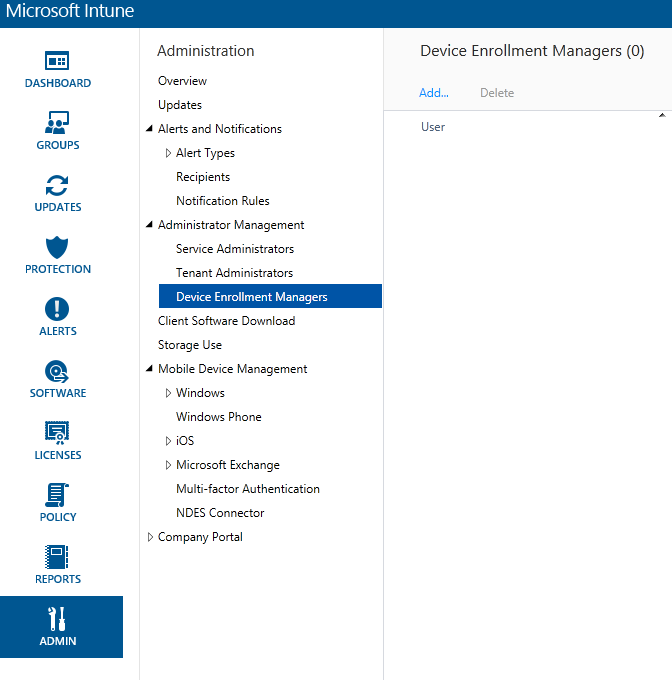 Microsoft Intune
DASHBOARD
GROUPS
UPDATES
PROTECTION
ALERTS
SOFTWARE
LICENSES
POLICY
REPORTS
ADMIN
Administration
Overview
Updates
Alerts and Notifications
Alert Types
Recipients
Notification Rules
Administrator Management
Service Administrators
Tenant Administrators
Device Enrollment Managers
Client Software Download
Storage Use
Mobile Device Management
Windows
Windows Phone
iOS
Microsoft Exchange
Multi-factor Authentication
NDES Connector
Company Portal
Device Enrollment Managers (0)
Add... Delete
User